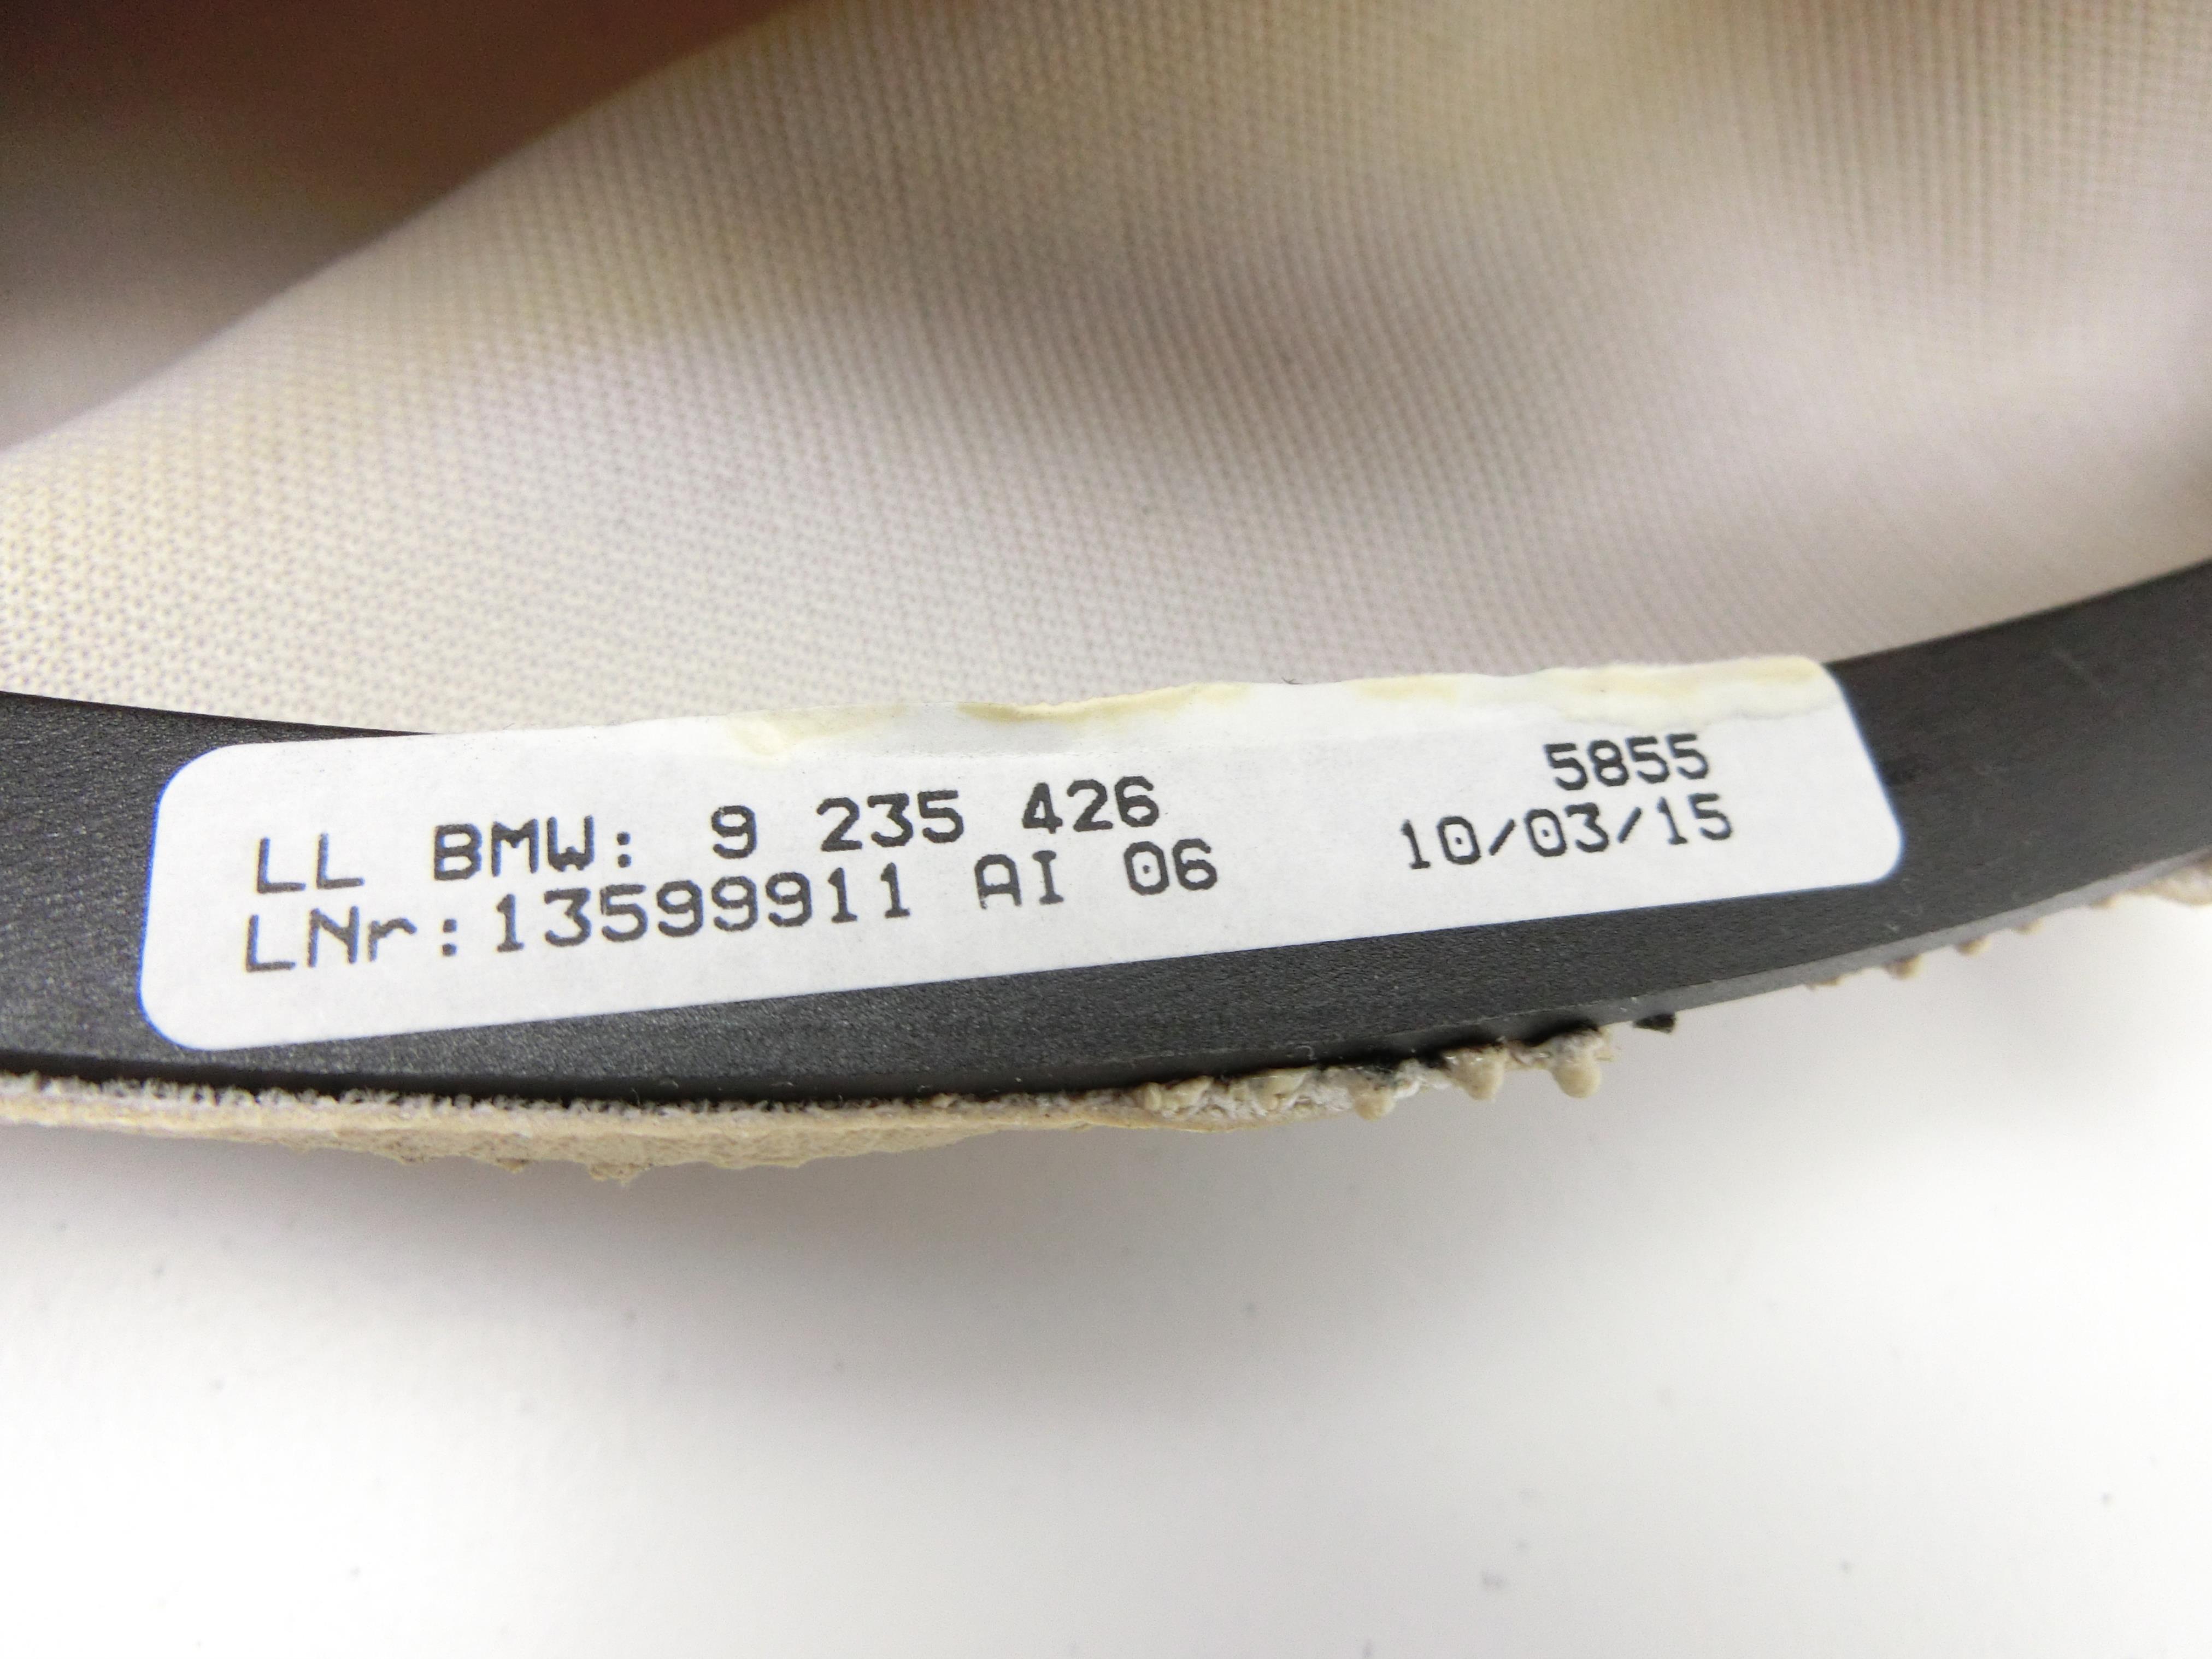 LL BMW: 9 235 426 5855
LNr:13599911 AI 06 10/03/15